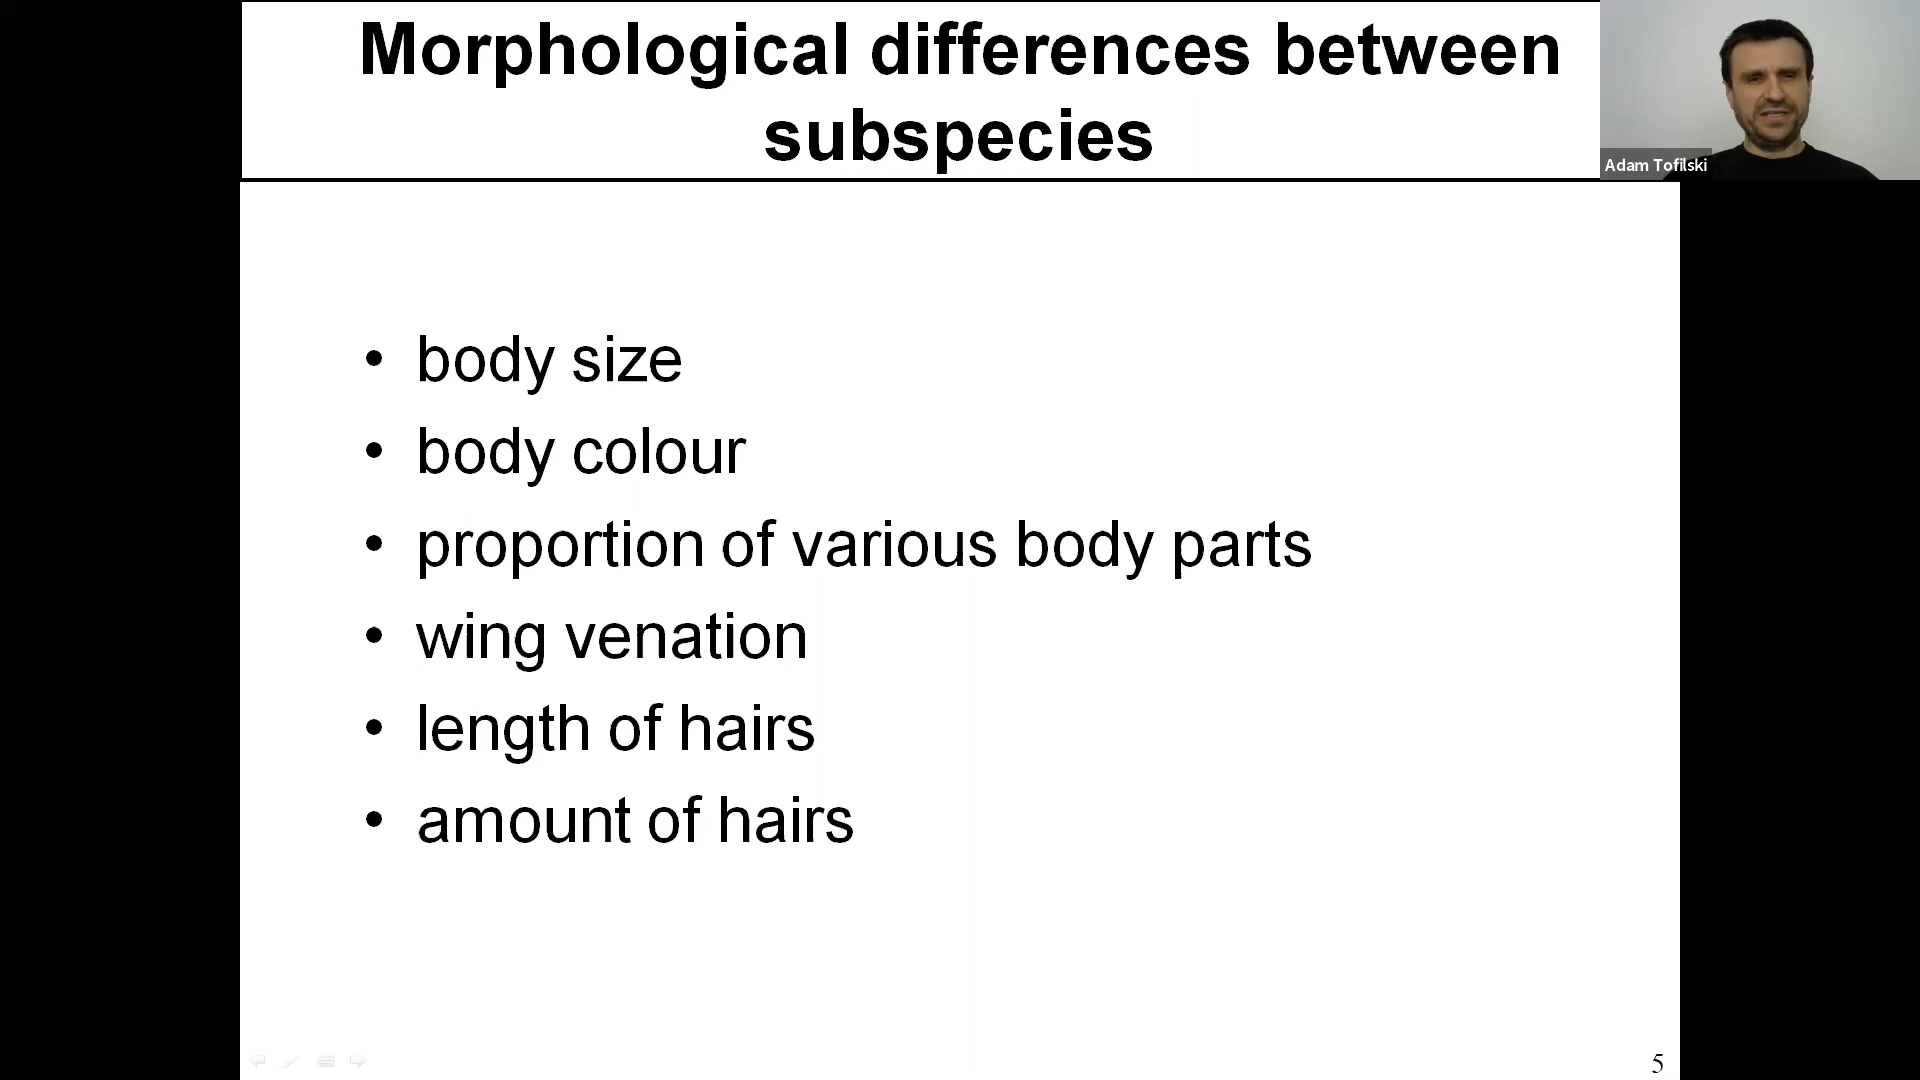 Morphological differences between
subspecies
Adam Tofilski
• body size
• body colour
• proportion of various body parts
• wing venation
• length of hairs
• amount of hairs
5